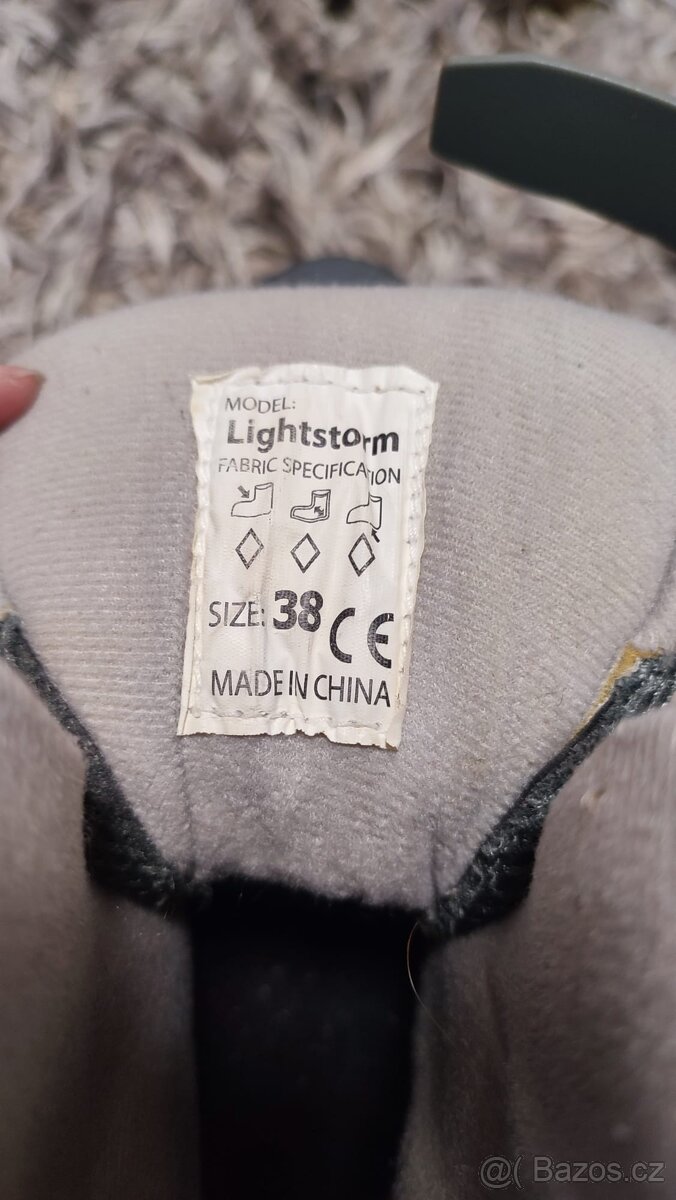 MODEL:
Lightstorm
FABRIC SPECIFICATION
SIZE: 38 CE
MADE IN CHINA
@( Bazos.cz